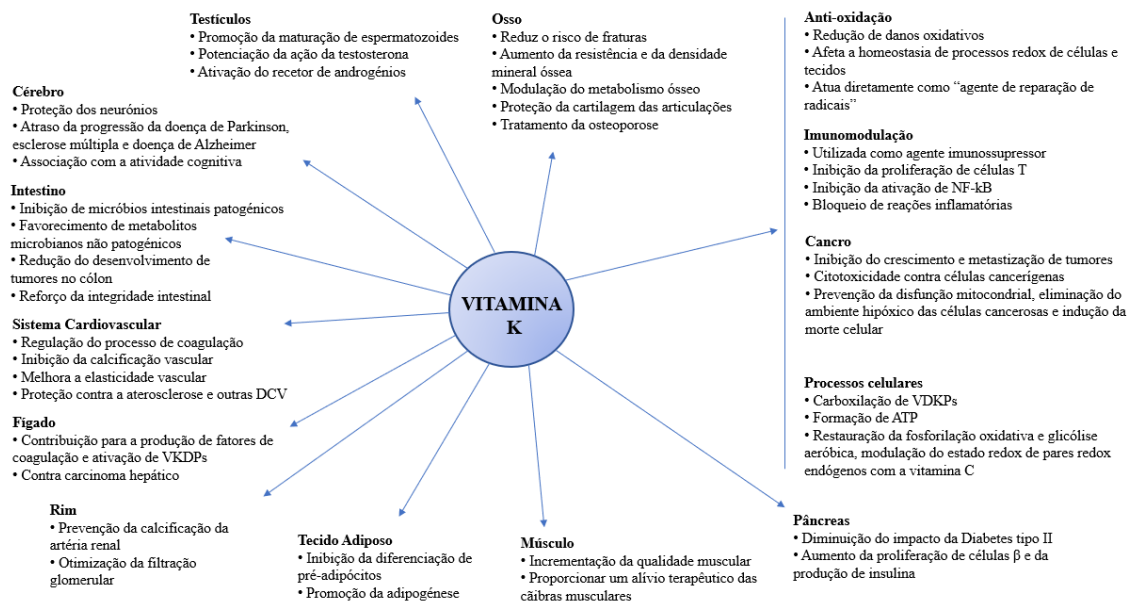 Testículos
• Promoção da maturação de espermatozoides
• Potenciação da ação da testosterona
• Ativação do recetor de androgénios
Osso
• Reduz o risco de fraturas
• Aumento da resistência e da densidade
mineral óssea
• Modulação do metabolismo ósseo
• Proteção da cartilagem das articulações
• Tratamento da osteoporose
Anti-oxidação
• Redução de danos oxidativos
• Afeta a homeostasia de processos redox de células e
tecidos
• Atua diretamente como “agente de reparação de
radicais”
Cérebro
• Proteção dos neurónios
• Atraso da progressão da doença de Parkinson,
esclerose múltipla e doença de Alzheimer
• Associação com a atividade cognitiva
Imunomodulação
• Utilizada como agente imunossupressor
• Inibição da proliferação de células T
• Inibição da ativação de NF-kB
• Bloqueio de reações inflamatórias
Intestino
• Inibição de micróbios intestinais patogénicos
• Favorecimento de metabolitos
microbianos não patogénicos
• Redução do desenvolvimento de
tumores no cólon
• Reforço da integridade intestinal
Cancro
• Inibição do crescimento e metastização de tumores
• Citotoxicidade contra células cancerígenas
• Prevenção da disfunção mitocondrial, eliminação do
ambiente hipóxico das células cancerosas e indução da
morte celular
VITAMINA
K
Sistema Cardiovascular
• Regulação do processo de coagulação
• Inibição da calcificação vascular
• Melhora a elasticidade vascular
• Proteção contra a aterosclerose e outras DCV
Processos celulares
• Carboxilação de VDKPs
• Formação de ATP
• Restauração da fosforilação oxidativa e glicólise
aeróbica, modulação do estado redox de pares redox
endógenos com a vitamina C
Fígado
• Contribuição para a produção de fatores de
coagulação e ativação de VKDPs
• Contra carcinoma hepático
Rim
• Prevenção da calcificação da
artéria renal
• Otimização da filtração
glomerular
Tecido Adiposo
• Inibição da diferenciação de
pré-adipócitos
• Promoção da adipogénese
Músculo
• Incrementação da qualidade muscular
• Proporcionar um alívio terapêutico das
cãibras musculares
Pâncreas
• Diminuição do impacto da Diabetes tipo II
• Aumento da proliferação de células β e da
produção de insulina